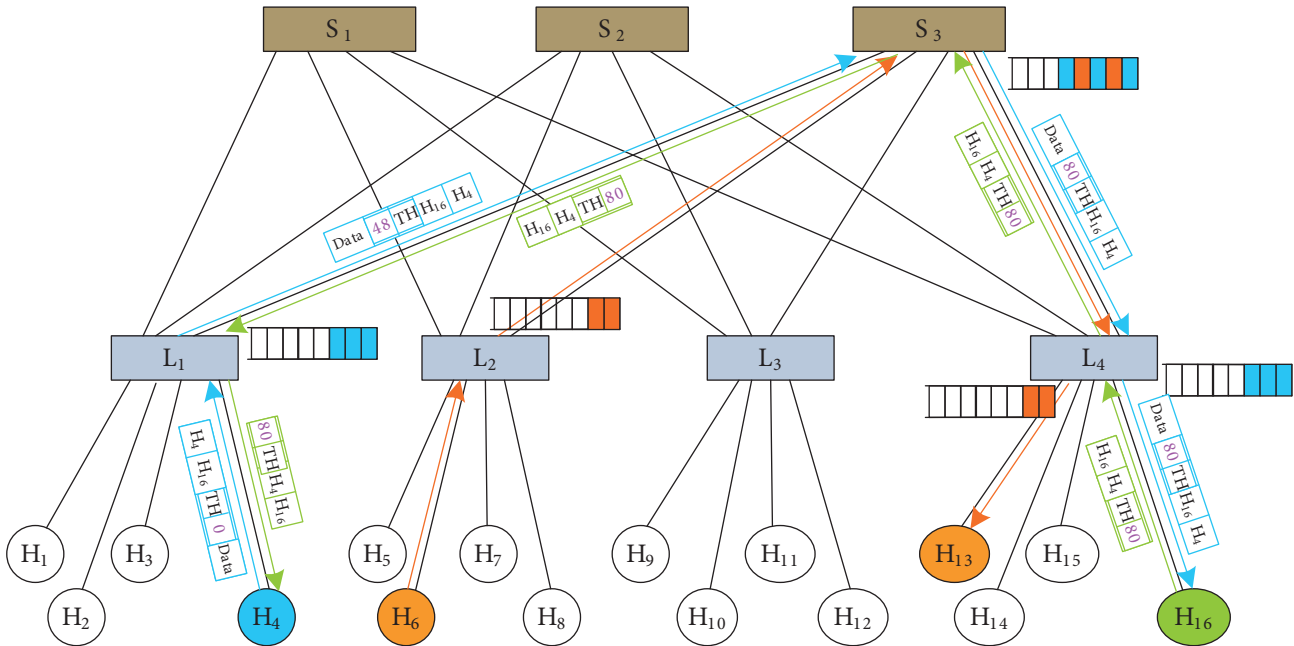 S1
S2
S3
Data 48 TH H16 H4
H16 H4 TH 80
H16 H4 TH 80
Data 80 TH H16 H4
L1
L2
L3
L4
H4 H16 TH 0 Data
80 TH H4 H16
H16 H4 TH 80
Data 80 TH H16 H4
H1
H3
H5
H7
H9
H11
H13
H15
H2
H4
H6
H8
H10
H12
H14
H16